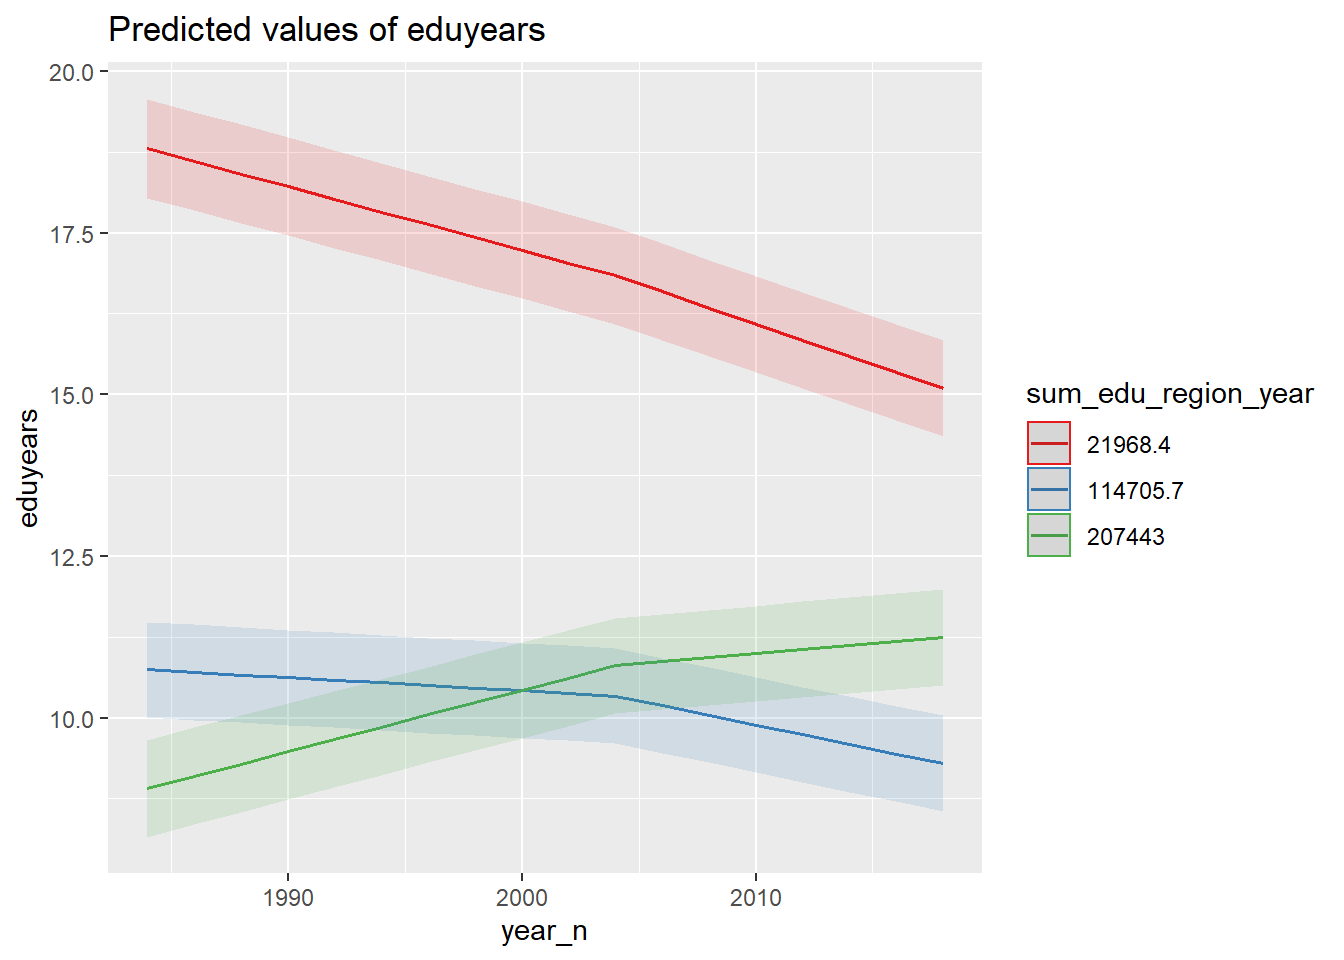 Predicted values of eduyears
20.0
17.5
15.0
12.5
10.0
eduyears
1990 2000 2010
year_n
sum_edu_region_year
21968.4
114705.7
207443